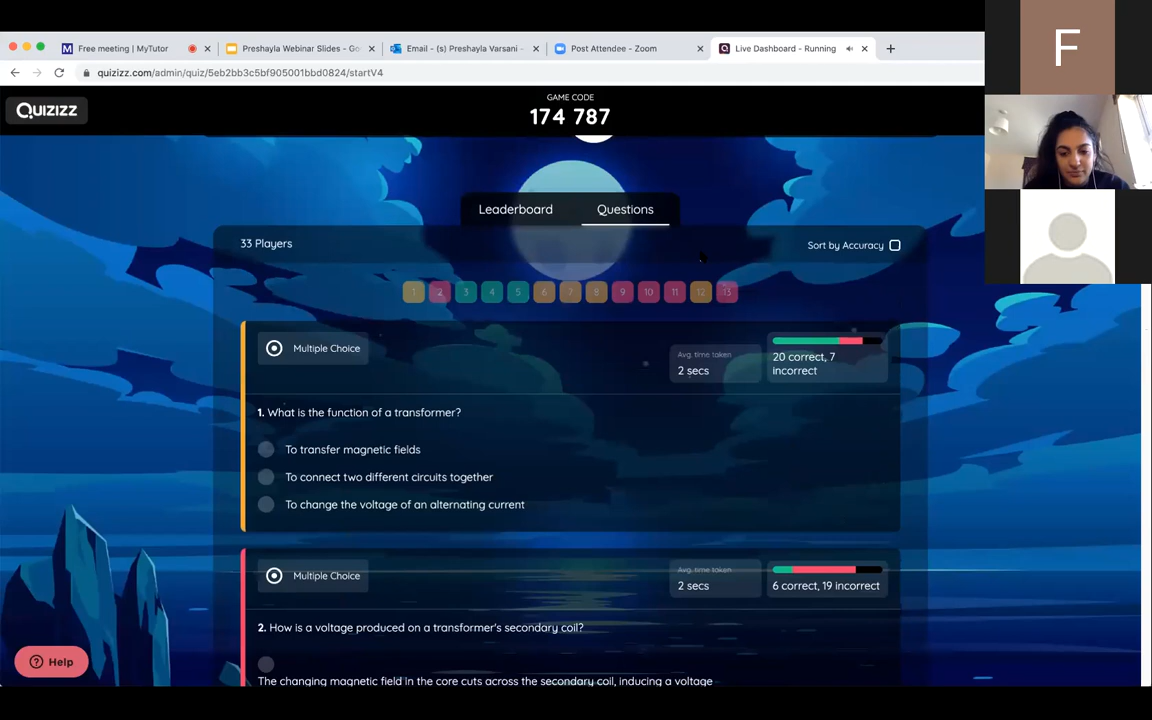 Free meeting | MyTutor
Preshayla Webinar Slides - Go
Email - (s) Preshayla Varsani -
Post Attendee - Zoom
Live Dashboard - Running
quizizz.com/admin/quiz/5eb2bb3c5bf905001bbd0824/startV4
F
Quizizz
GAME CODE
174 787
Leaderboard
Questions
33 Players
Sort by Accuracy
1 2 3 4 5 6 7 8 9 10 11 12 13
Multiple Choice
Avg. time taken
2 secs
20 correct, 7
incorrect
1. What is the function of a transformer?
To transfer magnetic fields
To connect two different circuits together
To change the voltage of an alternating current
Multiple Choice
Avg. time taken
2 secs
6 correct, 19 incorrect
2. How is a voltage produced on a transformer's secondary coil?
The changing magnetic field in the core cuts across the secondary coil, inducing a voltage
Help